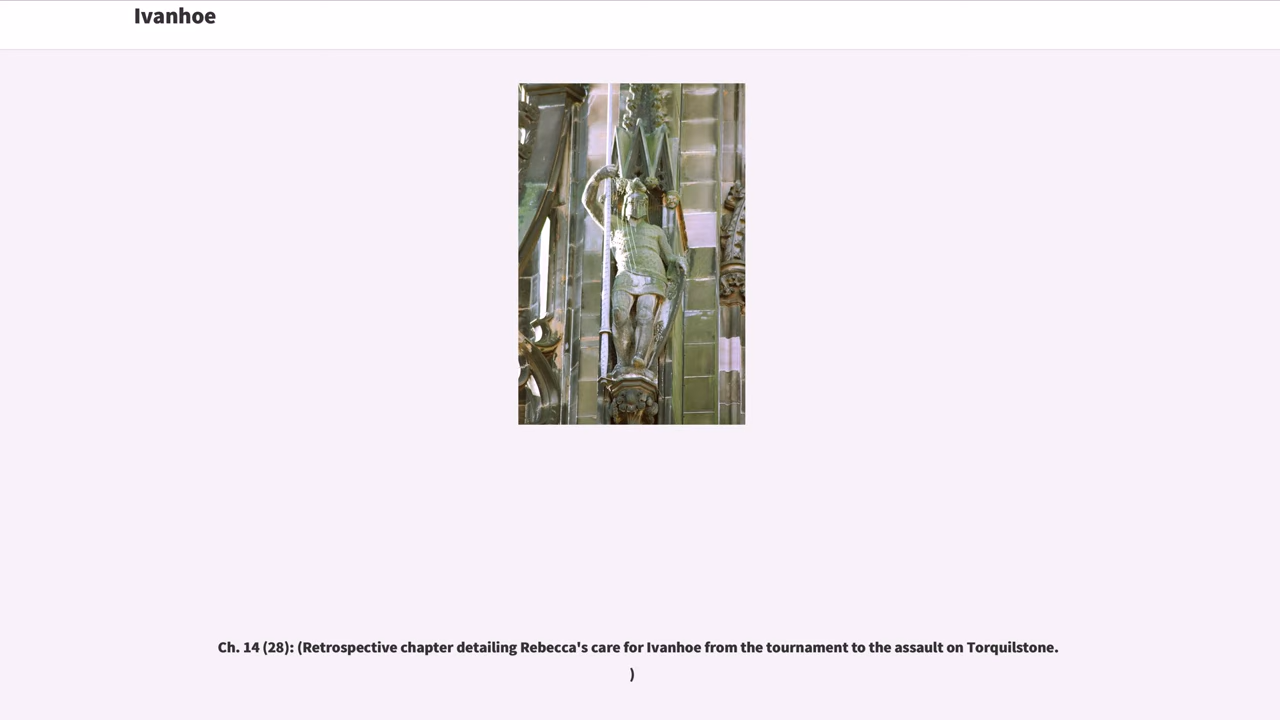 Ivanhoe
Ch. 14 (28): (Retrospective chapter detailing Rebecca's care for Ivanhoe from the tournament to the assault on Torquilstone.
)